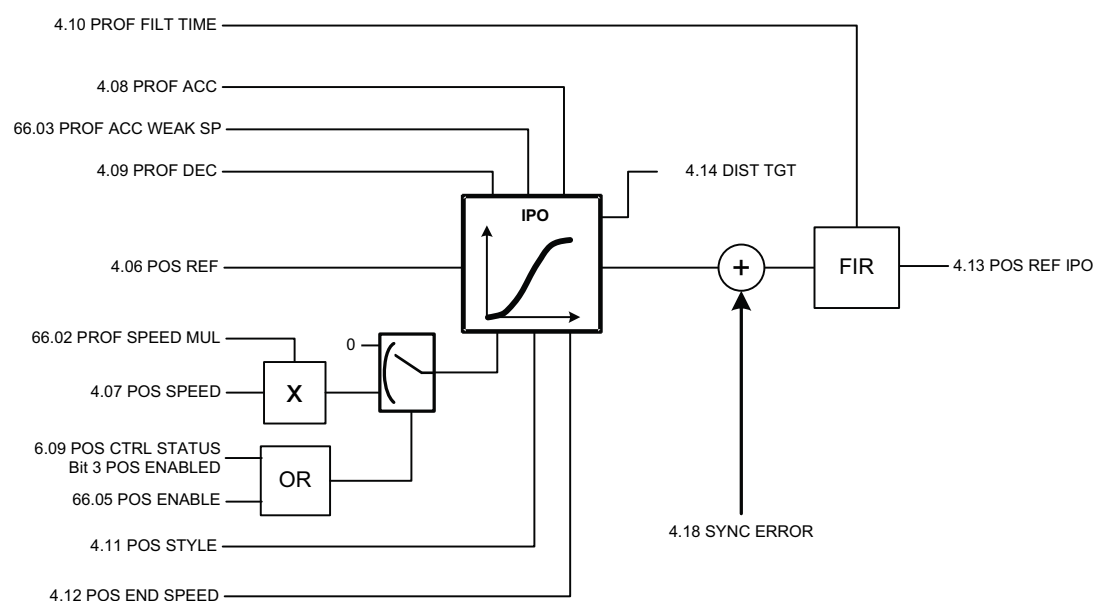 4.10 PROF FILT TIME
4.08 PROF ACC
66.03 PROF ACC WEAK SP
4.09 PROF DEC
4.14 DIST TGT
IPO
4.06 POS REF
+
FIR
4.13 POS REF IPO
66.02 PROF SPEED MUL
0
4.07 POS SPEED
X
6.09 POS CTRL STATUS
Bit 3 POS ENABLED
OR
66.05 POS ENABLE
4.18 SYNC ERROR
4.11 POS STYLE
4.12 POS END SPEED